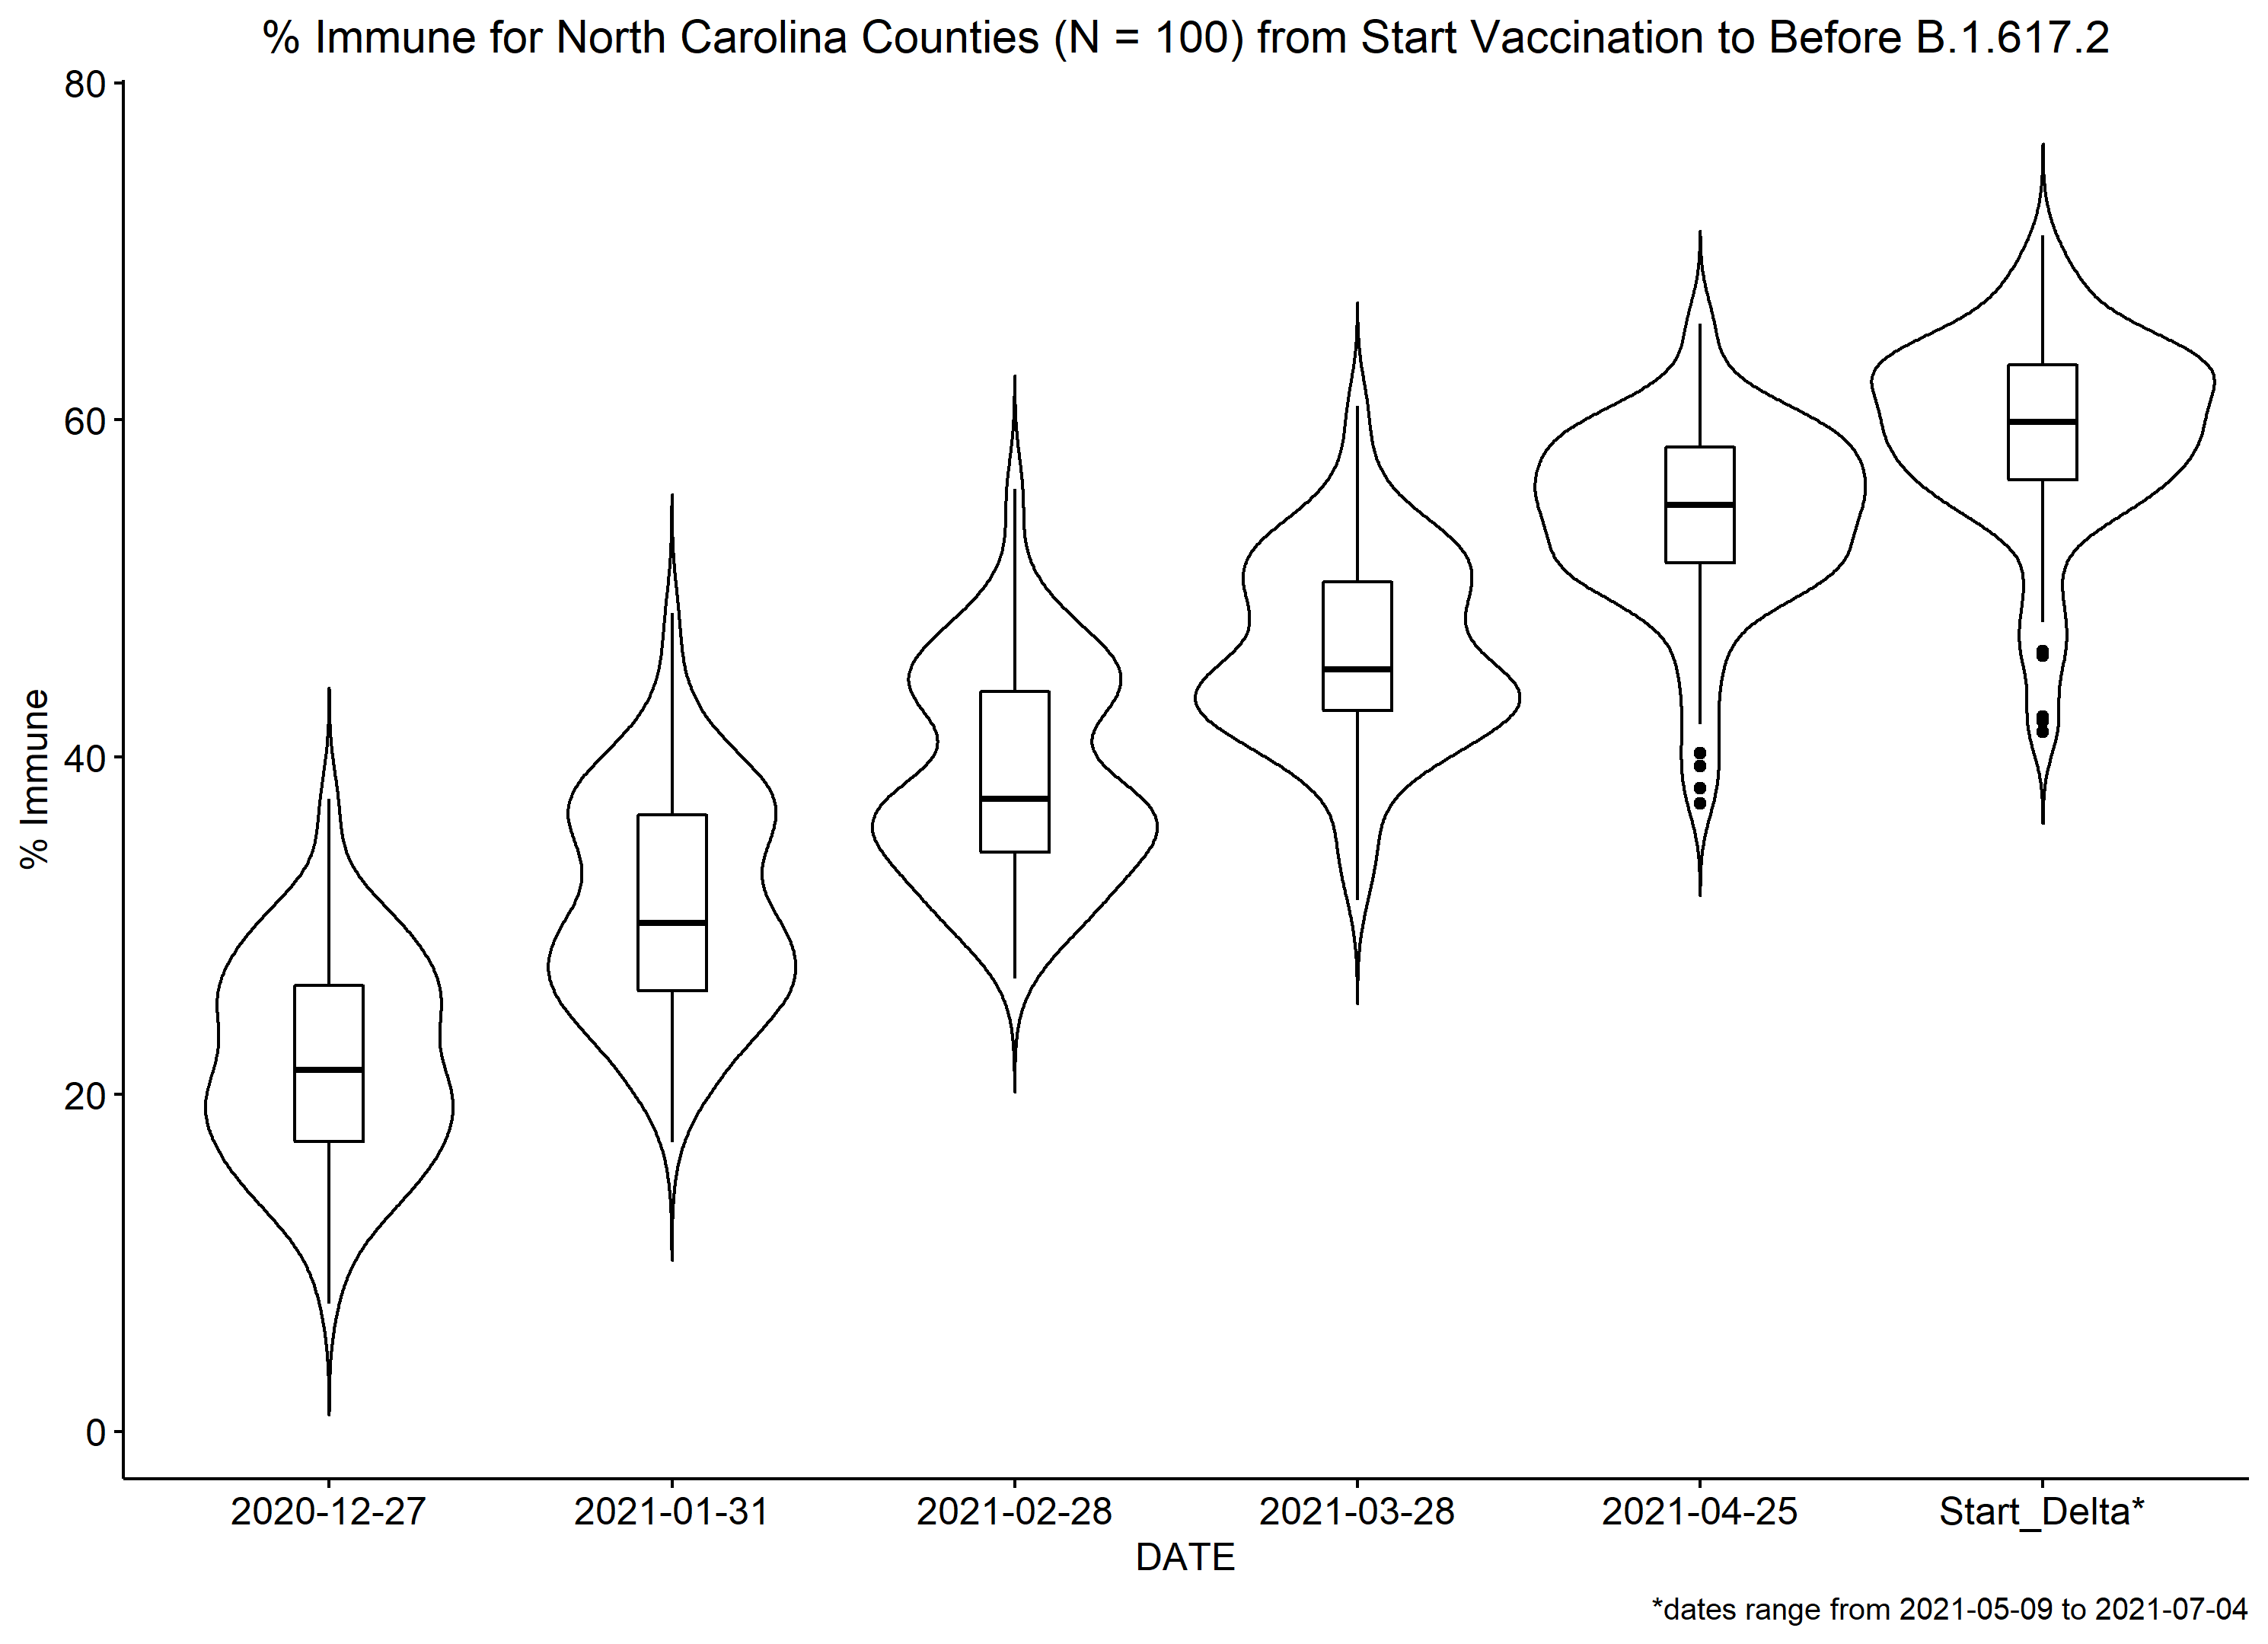 % Immune for North Carolina Counties (N = 100) from Start Vaccination to Before B.1.617.2
80
60
40
20
0
% Immune
2020-12-27
2021-01-31
2021-02-28
2021-03-28
2021-04-25
Start_Delta*
DATE
*dates range from 2021-05-09 to 2021-07-04